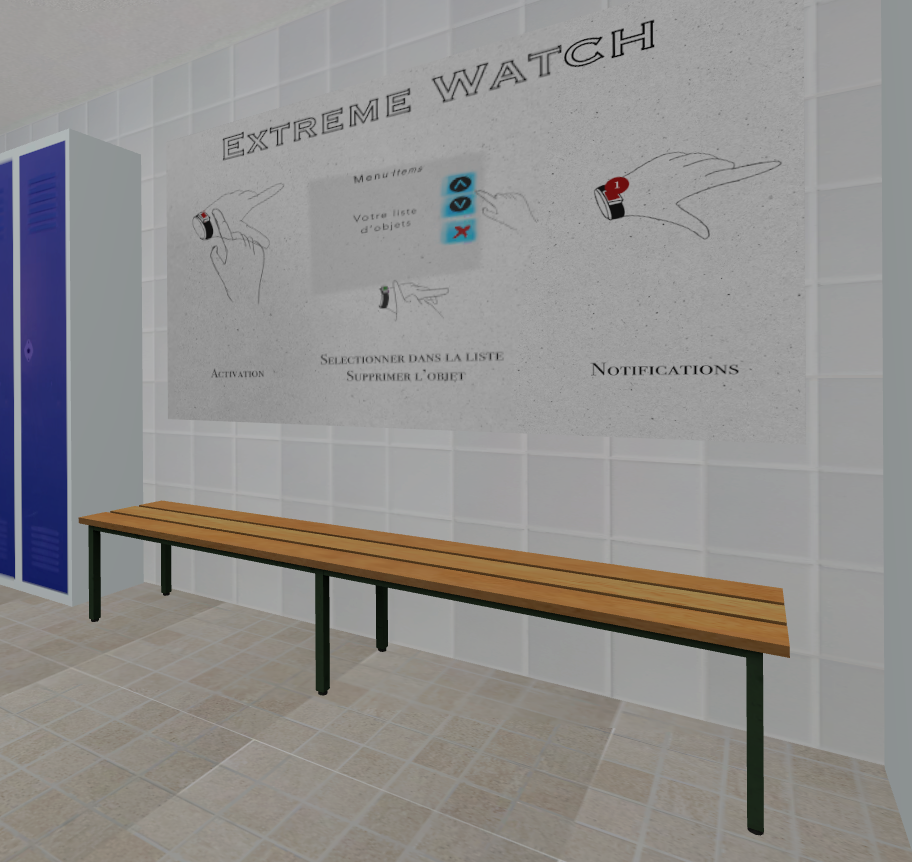 EXTREME WATCH
Menu Items
Votre liste
d'objets
1
ACTIVATION
SELECTIONNER DANS LA LISTE
SUPPRIMER L'OBJET
NOTIFICATIONS